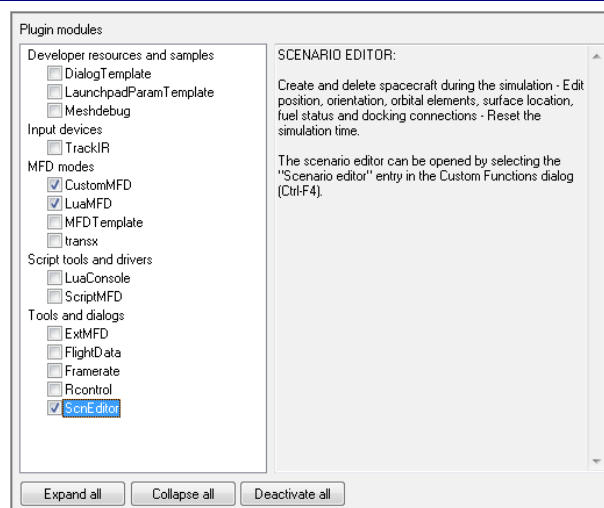 Plugin modules
Developer resources and samples
DialogTemplate
LaunchpadParamTemplate
Meshdebug
Input devices
TrackIR
MFD modes
CustomMFD
LuaMFD
MFDTemplate
transx
Script tools and drivers
LuaConsole
ScriptMFD
Tools and dialogs
ExtMFD
FlightData
Framerate
Rcontrol
ScnEditor
SCENARIO EDITOR:
Create and delete spacecraft during the simulation - Edit
position, orientation, orbital elements, surface location,
fuel status and docking connections - Reset the
simulation time.
The scenario editor can be opened by selecting the
"Scenario editor" entry in the Custom Functions dialog
(Ctrl-F4).
Expand all
Collapse all
Deactivate all